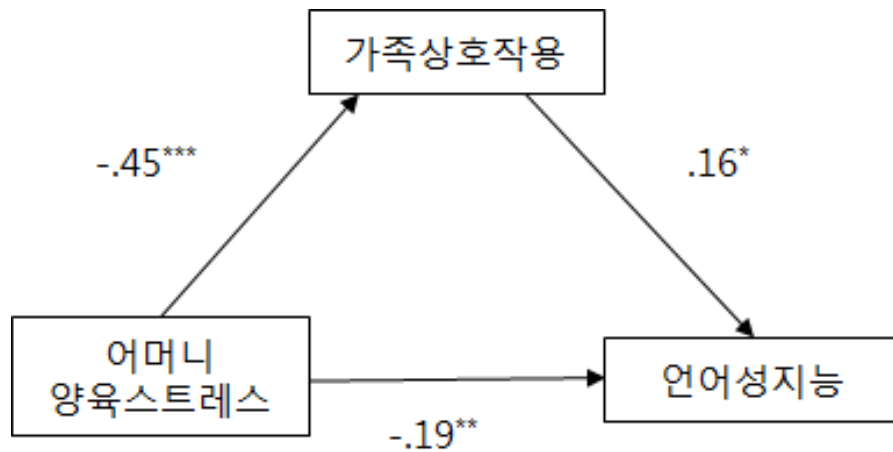 가족상호작용
-.45***
.16*
어머니
양육스트레스
언어성지능
-.19**